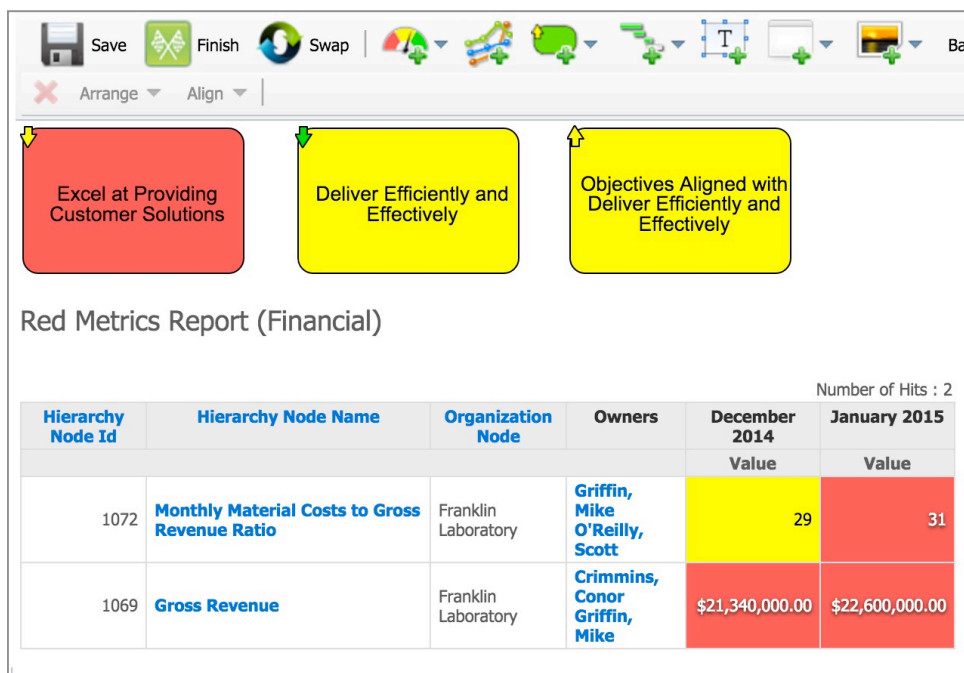 Save Finish Swap T Ba
Arrange Align
Excel at Providing
Customer Solutions
Deliver Efficiently and
Effectively
Objectives Aligned with
Deliver Efficiently and
Effectively
Red Metrics Report (Financial)
Number of Hits : 2
Hierarchy
Node Id
Hierarchy Node Name
Organization
Node
Owners
December
2014
January 2015
Value
Value
1072
Monthly Material Costs to Gross
Revenue Ratio
Franklin
Laboratory
Griffin,
Mike
O'Reilly,
Scott
29
31
1069
Gross Revenue
Franklin
Laboratory
Crimmins,
Conor
Griffin,
Mike
$21,340,000.00
$22,600,000.00